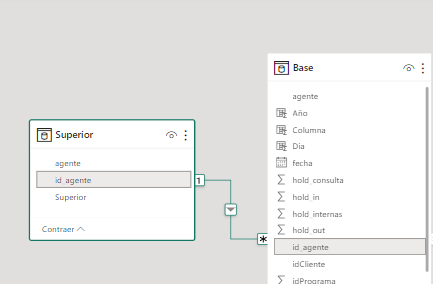 Superior
agente
id_agente
Superior
Contraer
1
*
Base
agente
Año
Columna
Día
fecha
hold_consulta
hold_in
hold_internas
hold_out
id_agente
idCliente
idPrograma